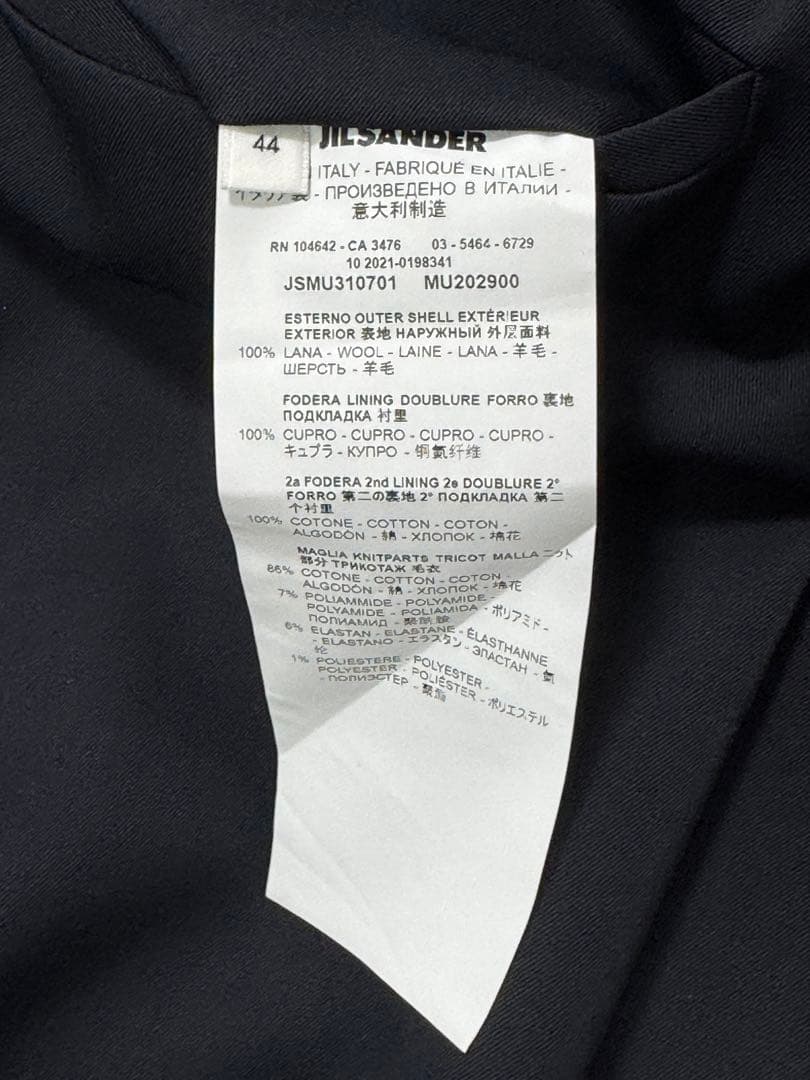 44
JILSANDER
ITALY - FABRIQUÉ EN ITALIE -
イタリア製 - ПРОИЗВЕДЕНО В ИТАЛИИ -
意大利制造
RN 104642 - CA 3476 03 - 5464 - 6729
10 2021-0198341
JSMU310701 MU202900
ESTERNO OUTER SHELL EXTÉRIEUR
EXTERIOR 表地 НАРУЖНЫЙ 外层面料
100% LANA - WOOL - LAINE - LANA - 羊毛 -
ШЕРСТЬ - 羊毛
FODERA LINING DOUBLURE FORRO 裏地
ПОДКЛАДКА 衬里
100% CUPRO - CUPRO - CUPRO - CUPRO -
キュプラ - КУПРО - 铜氨纤维
2a FODERA 2nd LINING 2e DOUBLURE 2°
FORRO 第二の裏地 2° ПОДКЛАДКА 第二
个衬里
100% COTONE - COTTON - COTON -
ALGODÓN - 綿 - ХЛОПОК - 棉花
MAGLIA KNITPARTS TRICOT MALLA ニット
部分 ТРИКОТАЖ 毛衣
86% COTONE - COTTON - COTON -
ALGODÓN - 綿 - ХЛОПОК - 棉花
7% POLIAMMIDE - POLYAMIDE -
POLYAMIDE - POLIAMIDA - ポリアミド -
ПОЛИАМИД - 聚酰胺
6% ELASTAN - ELASTANE - ÉLASTHANNE
- ELASTANO - エラスタン - ЭЛАСТАН - 氨
纶
1% POLIESTERE - POLYESTER -
POLYESTER - POLIÉSTER - ポリエステル
- ПОЛИЭСТЕР - 聚酯